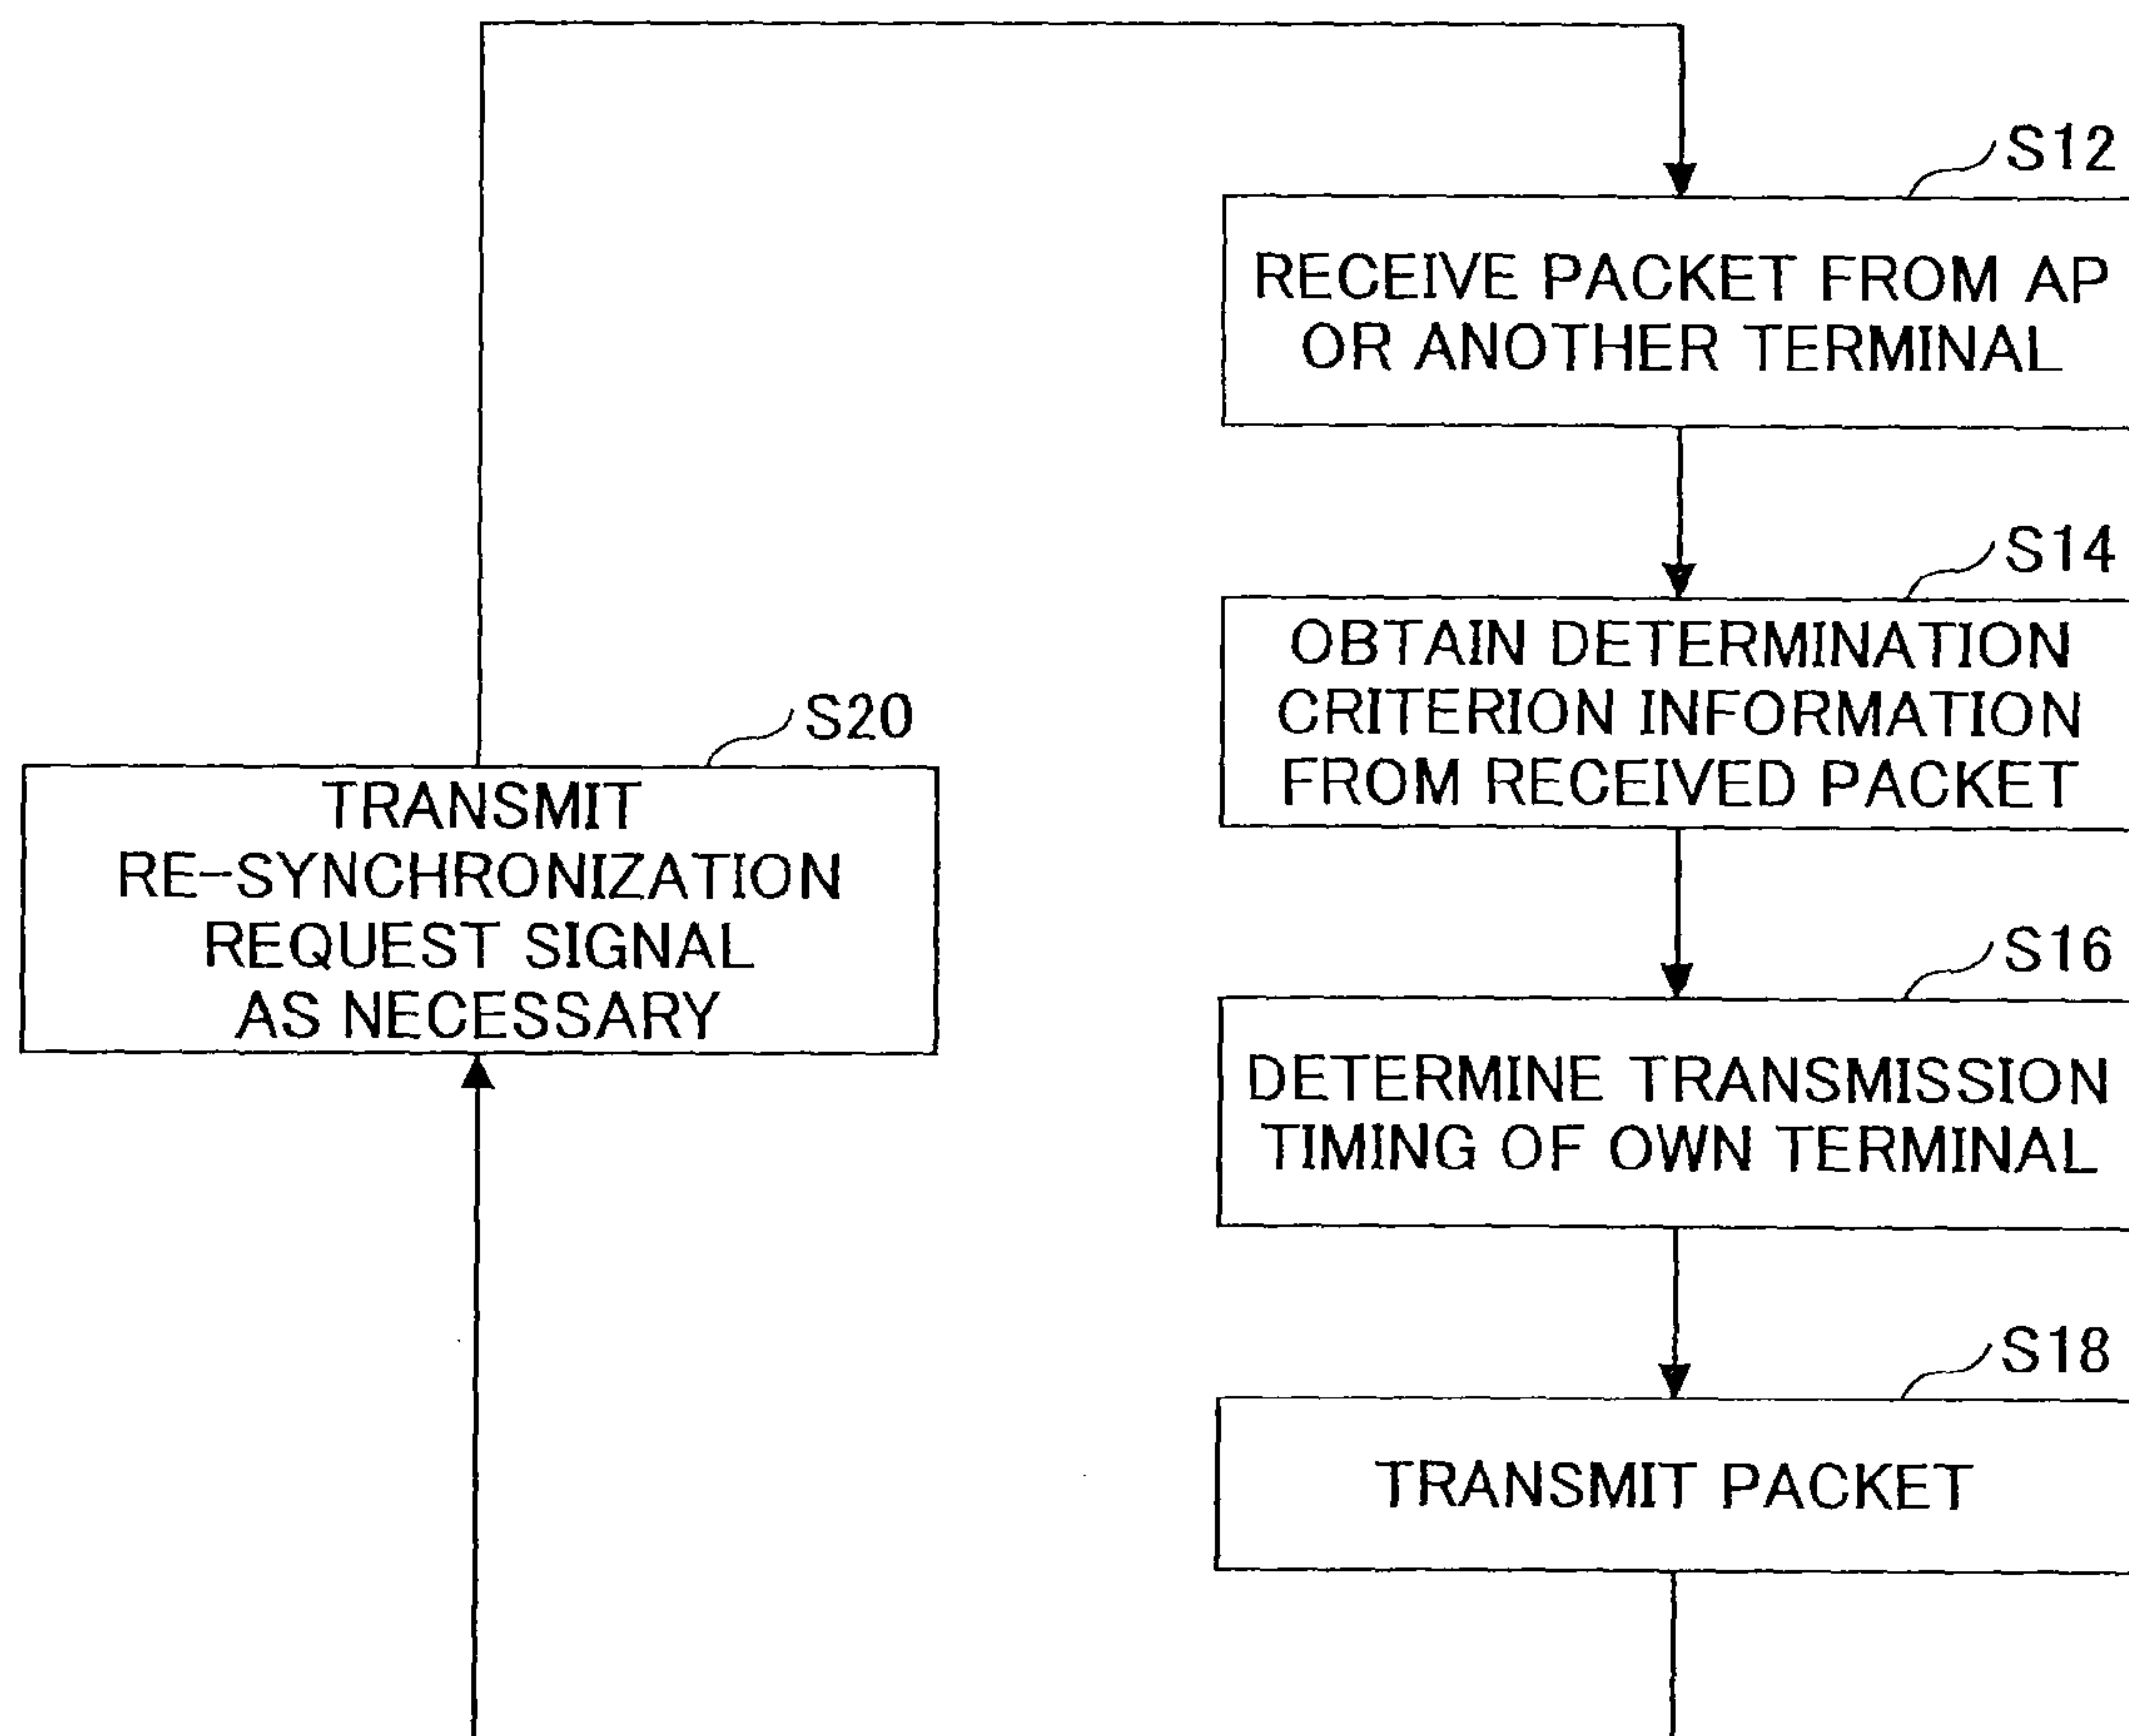 S12
RECEIVE PACKET FROM AP
OR ANOTHER TERMINAL
S14
OBTAIN DETERMINATION
CRITERION INFORMATION
FROM RECEIVED PACKET
S16
DETERMINE TRANSMISSION
TIMING OF OWN TERMINAL
S18
TRANSMIT PACKET
S20
TRANSMIT
RE-SYNCHRONIZATION
REQUEST SIGNAL
AS NECESSARY